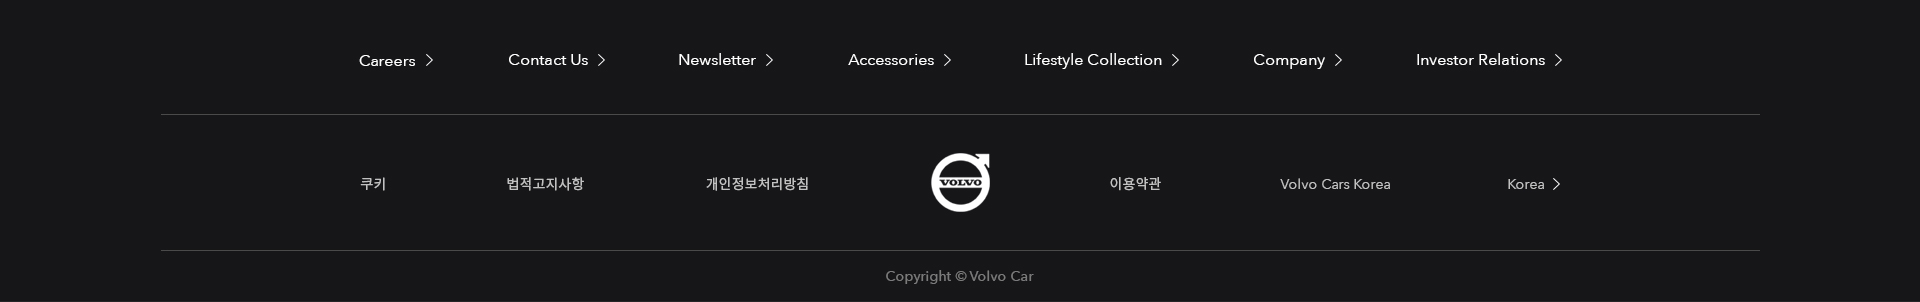 Careers Contact Us Newsletter Accessories Lifestyle Collection Company Investor Relations
쿠키 법적고지사항 개인정보처리방침 VOLVO 이용약관 Volvo Cars Korea Korea
Copyright © Volvo Car